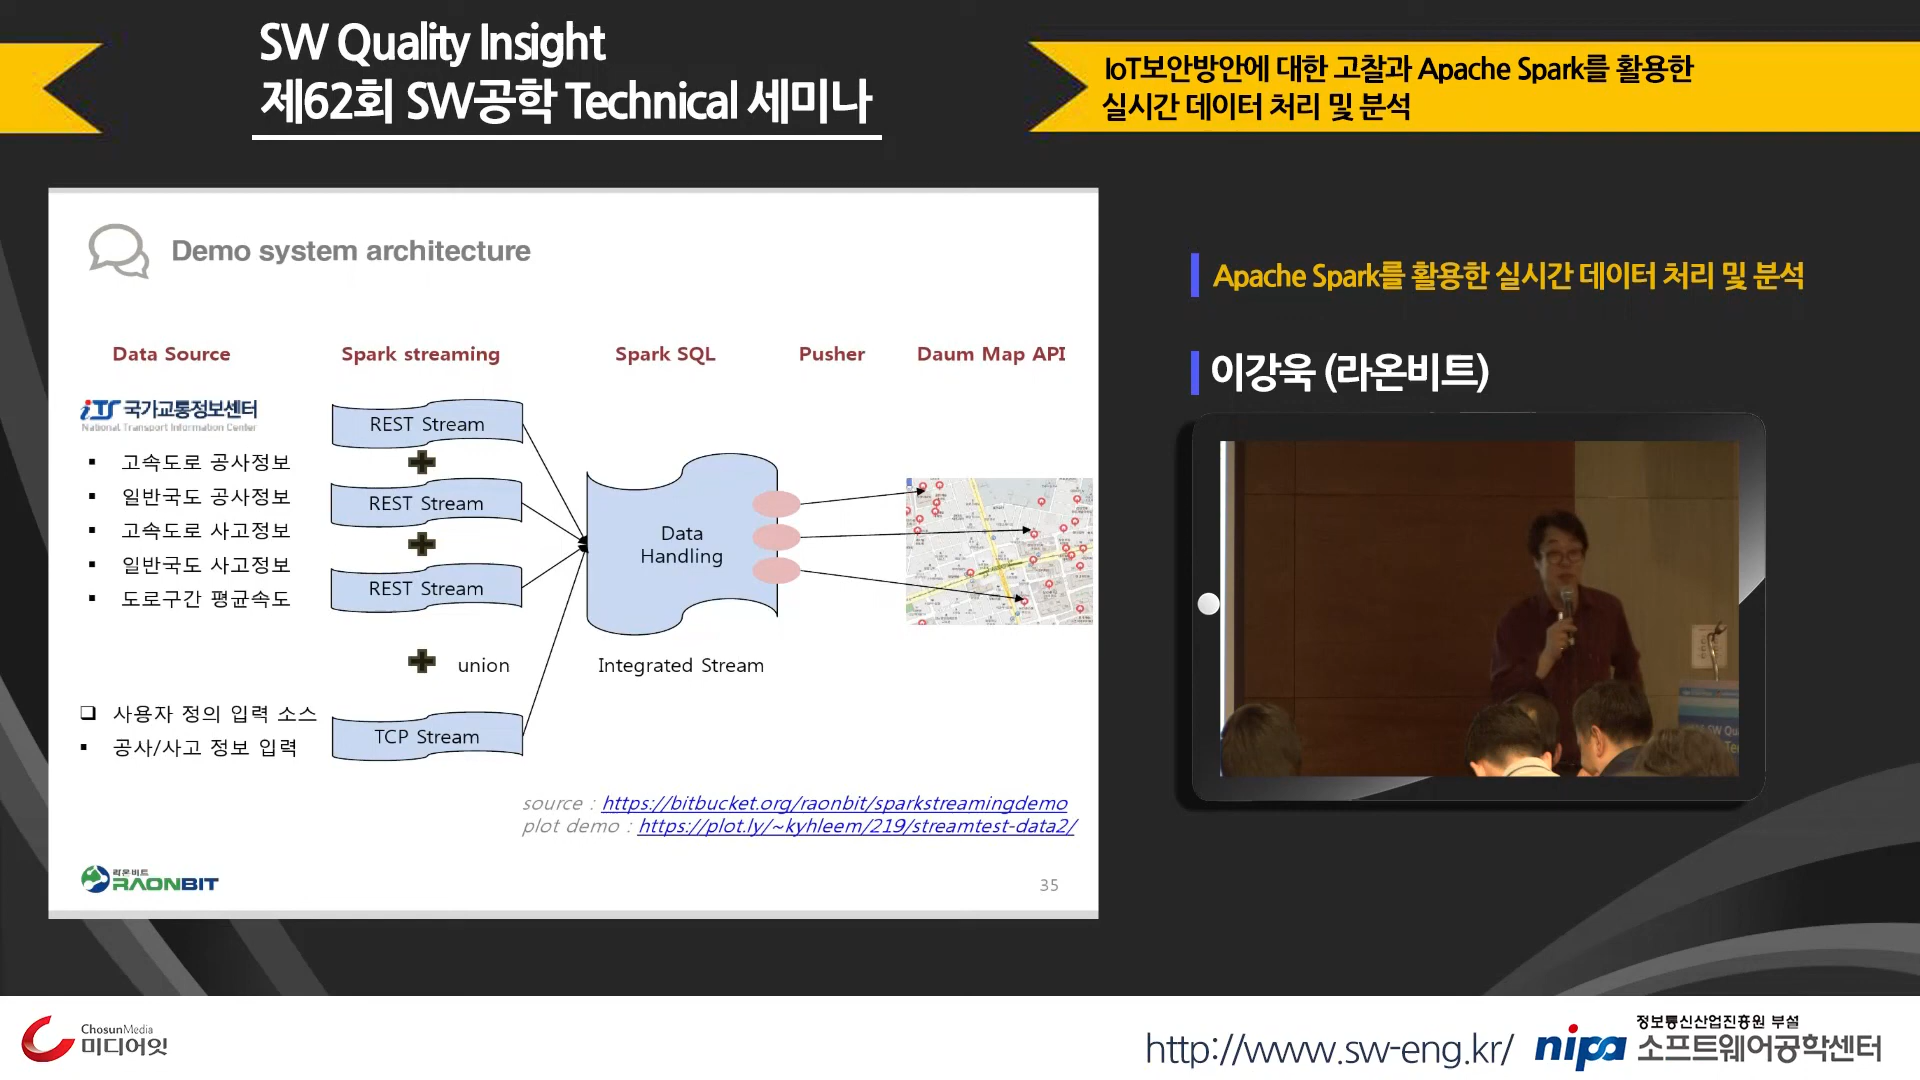 SW Quality Insight
제62회 SW공학 Technical 세미나
IoT보안방안에 대한 고찰과 Apache Spark를 활용한
실시간 데이터 처리 및 분석
Demo system architecture
Data Source
Spark streaming
Spark SQL
Pusher
Daum Map API
iTS 국가교통정보센터
National Transport Information Center
▪ 고속도로 공사정보
▪ 일반국도 공사정보
▪ 고속도로 사고정보
▪ 일반국도 사고정보
▪ 도로구간 평균속도
❑ 사용자 정의 입력 소스
▪ 공사/사고 정보 입력
REST Stream
REST Stream
REST Stream
union
TCP Stream
Data
Handling
Integrated Stream
source : https://bitbucket.org/raonbit/sparkstreamingdemo
plot demo : https://plot.ly/~kyhleem/219/streamtest-data2/
라온비트
RAONBIT
35
Apache Spark를 활용한 실시간 데이터 처리 및 분석
이강욱 (라온비트)
ChosunMedia
미디어잇
http://www.sw-eng.kr/
nipa
정보통신산업진흥원 부설
소프트웨어공학센터